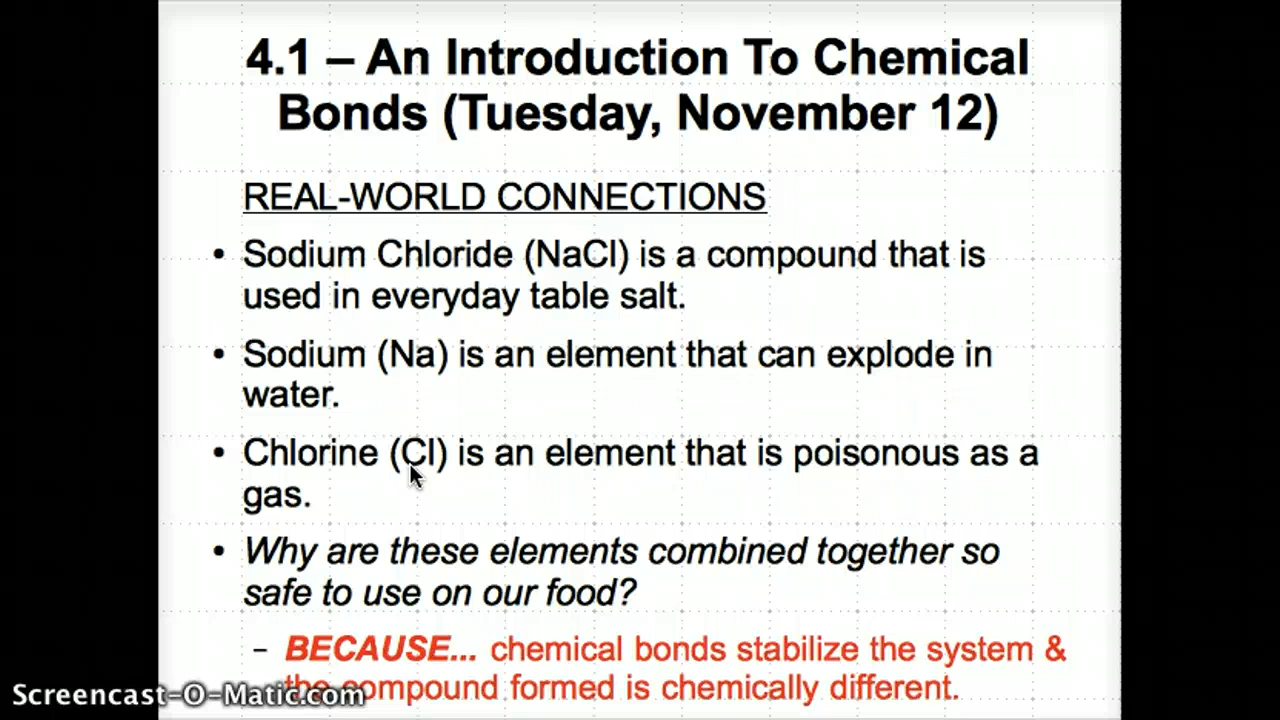 4.1 – An Introduction To Chemical
Bonds (Tuesday, November 12)
REAL-WORLD CONNECTIONS
• Sodium Chloride (NaCl) is a compound that is
used in everyday table salt.
• Sodium (Na) is an element that can explode in
water.
• Chlorine (Cl) is an element that is poisonous as a
gas.
• Why are these elements combined together so
safe to use on our food?
– BECAUSE... chemical bonds stabilize the system &
the compound formed is chemically different.
Screencast-O-Matic.com